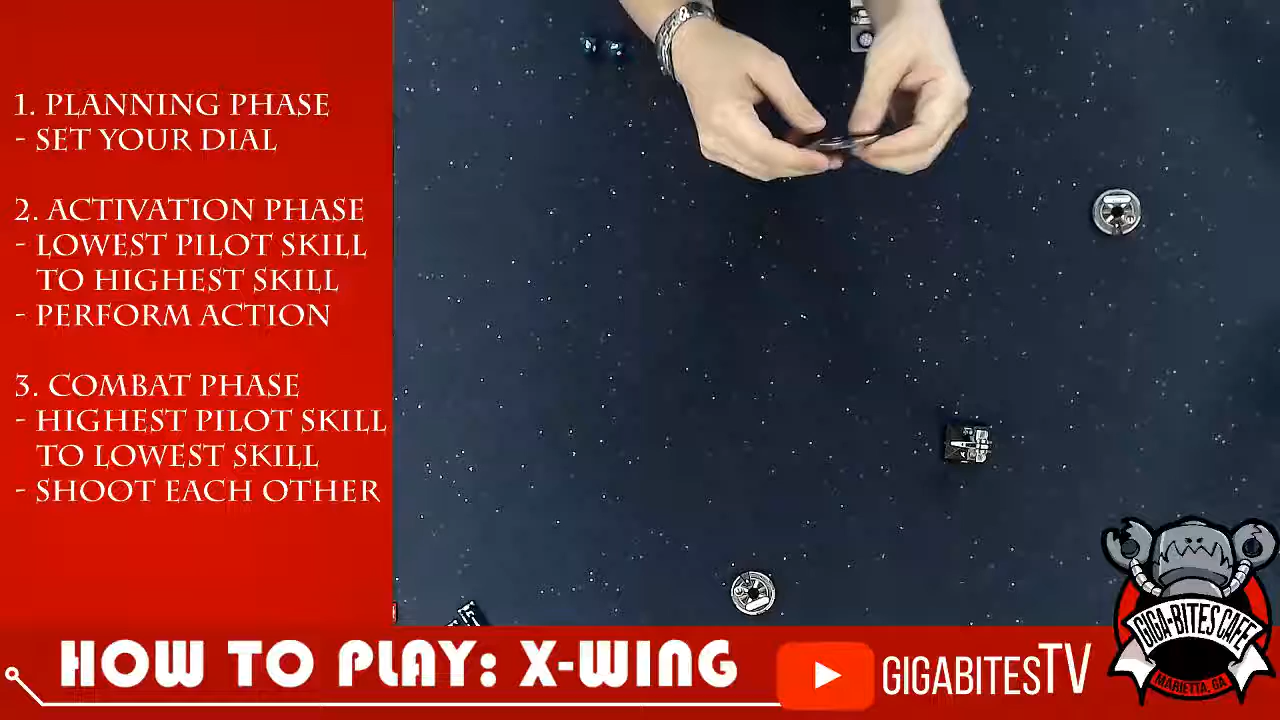 1. PLANNING PHASE
- SET YOUR DIAL
2. ACTIVATION PHASE
- LOWEST PILOT SKILL
TO HIGHEST SKILL
- PERFORM ACTION
3. COMBAT PHASE
- HIGHEST PILOT SKILL
TO LOWEST SKILL
- SHOOT EACH OTHER
HOW TO PLAY: X-WING
GIGABITESTV
GIGA-BITES CAFE
MARIETTA, GA